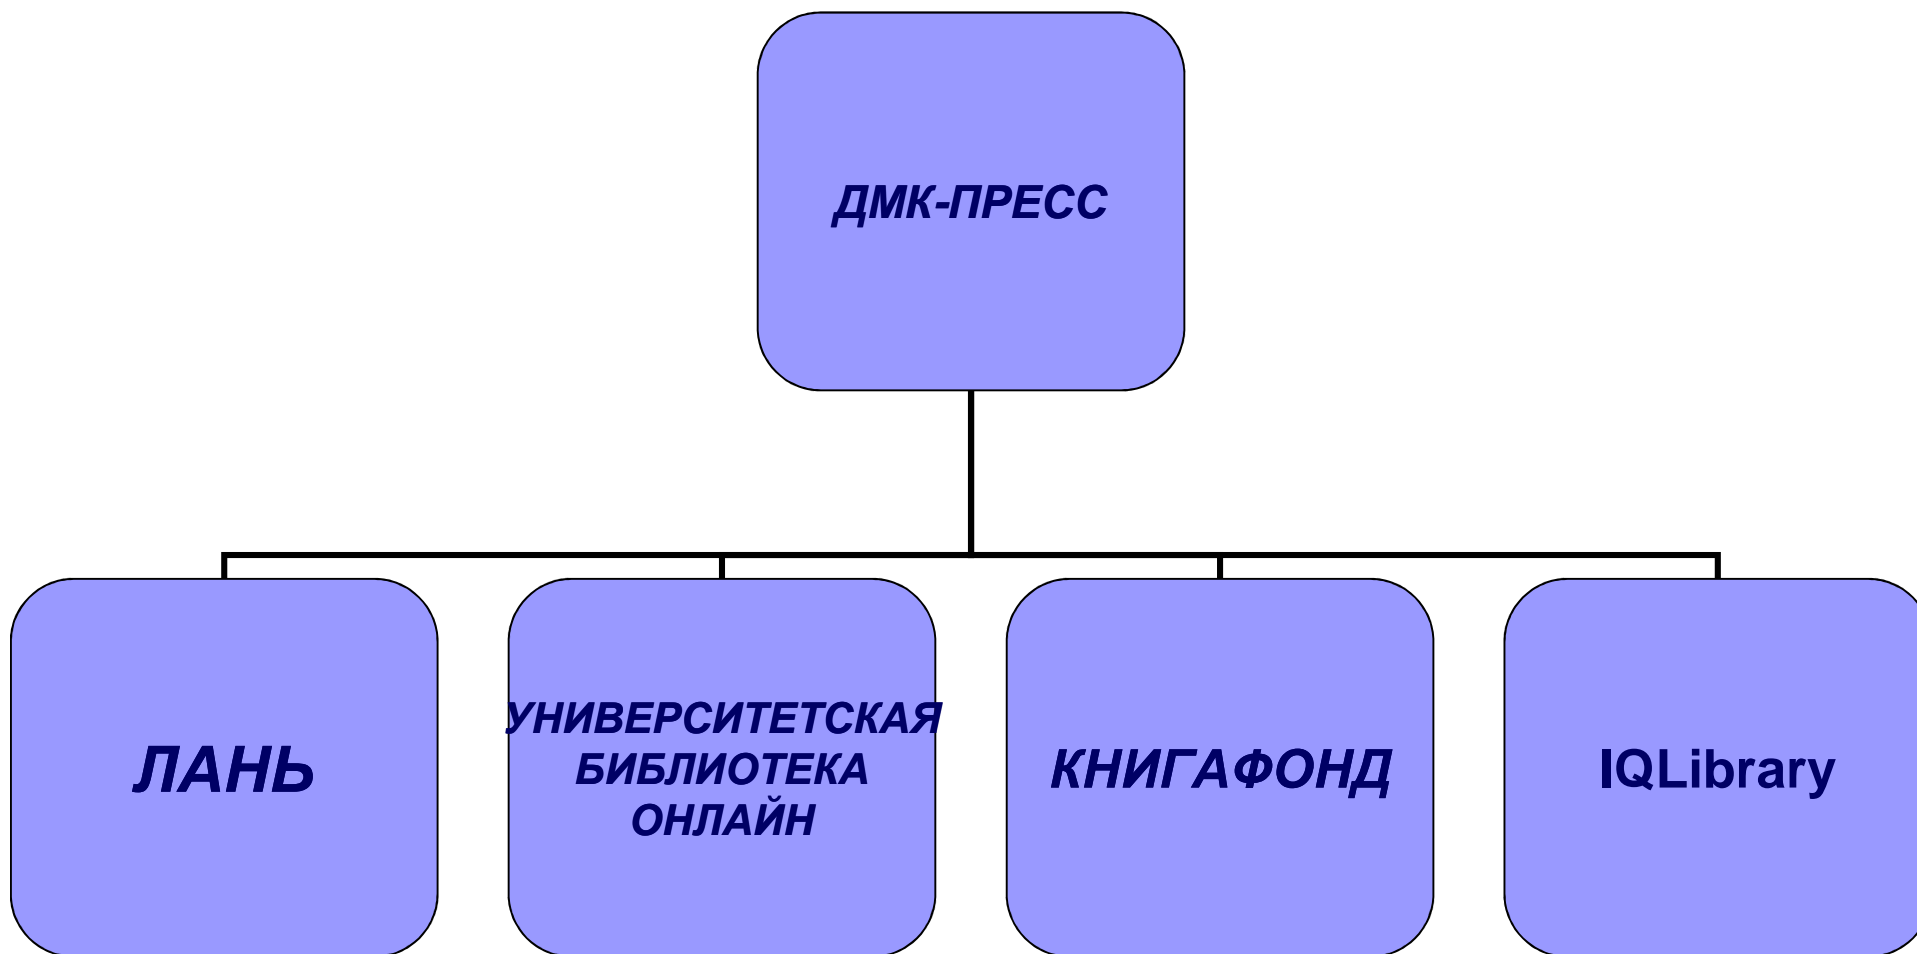 ДМК-ПРЕСС
ЛАНЬ
УНИВЕРСИТЕТСКАЯ
БИБЛИОТЕКА
ОНЛАЙН
КНИГАФОНД
IQLibrary